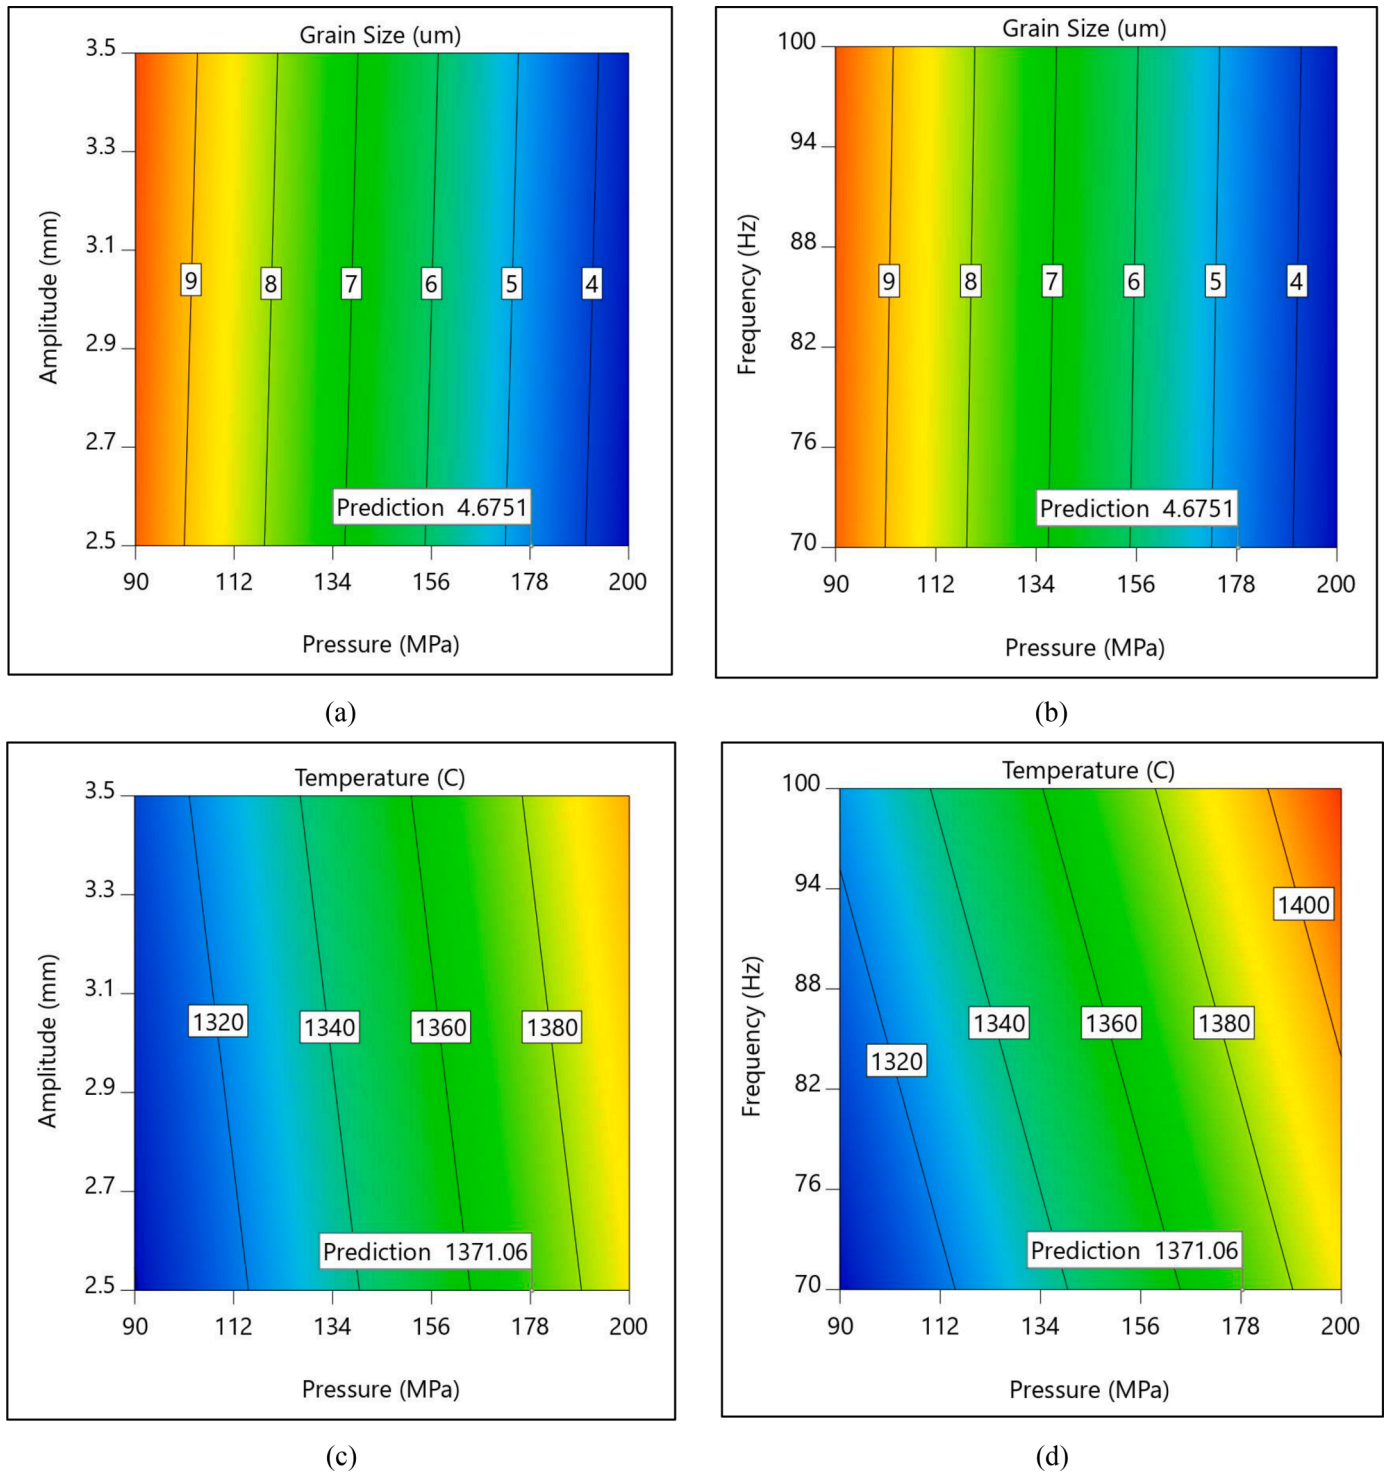 Grain Size (um)
3.5
3.3
3.1
2.9
2.7
2.5
Amplitude (mm)
9 8 7 6 5 4
Prediction 4.6751
90 112 134 156 178 200
Pressure (MPa)
(a)
Grain Size (um)
100
94
88
82
76
70
Frequency (Hz)
9 8 7 6 5 4
Prediction 4.6751
90 112 134 156 178 200
Pressure (MPa)
(b)
Temperature (C)
3.5
3.3
3.1
2.9
2.7
2.5
Amplitude (mm)
1320 1340 1360 1380
Prediction 1371.06
90 112 134 156 178 200
Pressure (MPa)
(c)
Temperature (C)
100
94
88
82
76
70
Frequency (Hz)
1400
1340 1360 1380
1320
Prediction 1371.06
90 112 134 156 178 200
Pressure (MPa)
(d)